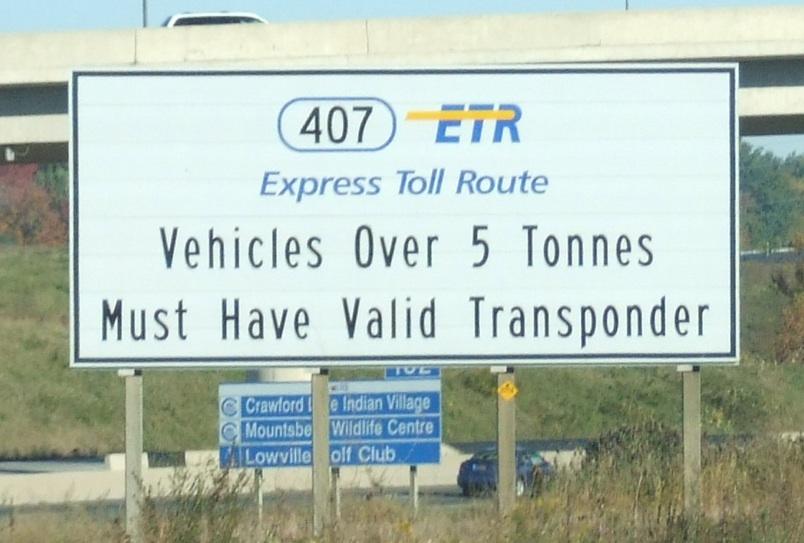 407 ETR
Express Toll Route
Vehicles Over 5 Tonnes
Must Have Valid Transponder
102
Crawford L e Indian Village
Mountsbe Wildlife Centre
Lowville olf Club